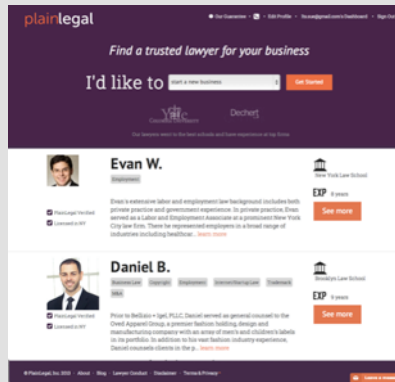 plainlegal
Our Guarantee Edit Profile Dashboard Sign Out
Find a trusted lawyer for your business
I'd like to start a new business Get Started
Dechert
Our lawyers went to the best schools and have experience at top firms
Evan W.
Employment
New York Law School
Evan's extensive labor and employment law background includes both
private practice and government experience. In private practice, Evan
served as a Labor and Employment Associate at a prominent New York
City law firm. There he represented employers in a broad range of
industries including healthcar... learn more
EXP 8 years
See more
PlainLegal Verified
Licensed in NY
Daniel B.
Business Law Copyright Employment Internet/Startup Law Trademark
M&A
Brooklyn Law School
Prior to Bellizio + Igel, PLLC, Daniel served as general counsel to the
Oved Apparel Group, a premier fashion holding, design and
manufacturing company with an array of men's and children's labels
in its portfolio. In addition to his vast fashion industry experience,
Daniel counsels clients in the p... learn more
EXP 9 years
See more
PlainLegal Verified
Licensed in NY
© PlainLegal, Inc 2013 About Blog Lawyer Conduct Disclaimer Terms & Privacy
Leave a message